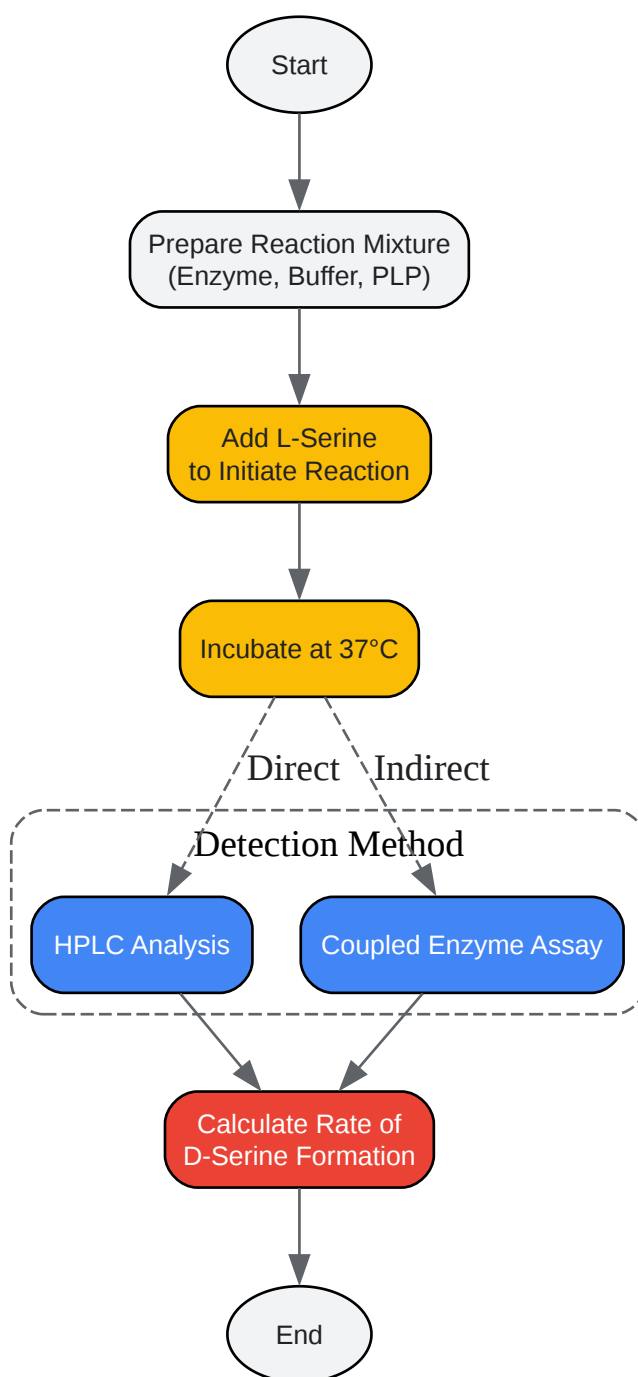 Start
Prepare Reaction Mixture
(Enzyme, Buffer, PLP)
Add L-Serine
to Initiate Reaction
Incubate at 37°C
Direct
Indirect
Detection Method
HPLC Analysis
Coupled Enzyme Assay
Calculate Rate of
D-Serine Formation
End